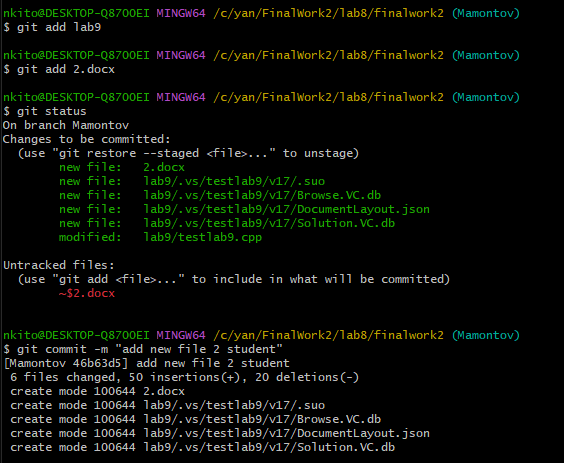 nkito@DESKTOP-Q87OOEI MINGW64 /c/yan/FinalWork2/lab8/finalwork2 (Mamontov)
$ git add lab9
nkito@DESKTOP-Q87OOEI MINGW64 /c/yan/FinalWork2/lab8/finalwork2 (Mamontov)
$ git add 2.docx
nkito@DESKTOP-Q87OOEI MINGW64 /c/yan/FinalWork2/lab8/finalwork2 (Mamontov)
$ git status
On branch Mamontov
Changes to be committed:
  (use "git restore --staged <file>..." to unstage)
        new file:   2.docx
        new file:   lab9/.vs/testlab9/v17/.suo
        new file:   lab9/.vs/testlab9/v17/Browse.VC.db
        new file:   lab9/.vs/testlab9/v17/DocumentLayout.json
        new file:   lab9/.vs/testlab9/v17/Solution.VC.db
        modified:   lab9/testlab9.cpp
Untracked files:
  (use "git add <file>..." to include in what will be committed)
        ~$2.docx
nkito@DESKTOP-Q87OOEI MINGW64 /c/yan/FinalWork2/lab8/finalwork2 (Mamontov)
$ git commit -m "add new file 2 student"
[Mamontov 46b63d5] add new file 2 student
 6 files changed, 50 insertions(+), 20 deletions(-)
 create mode 100644 2.docx
 create mode 100644 lab9/.vs/testlab9/v17/.suo
 create mode 100644 lab9/.vs/testlab9/v17/Browse.VC.db
 create mode 100644 lab9/.vs/testlab9/v17/DocumentLayout.json
 create mode 100644 lab9/.vs/testlab9/v17/Solution.VC.db